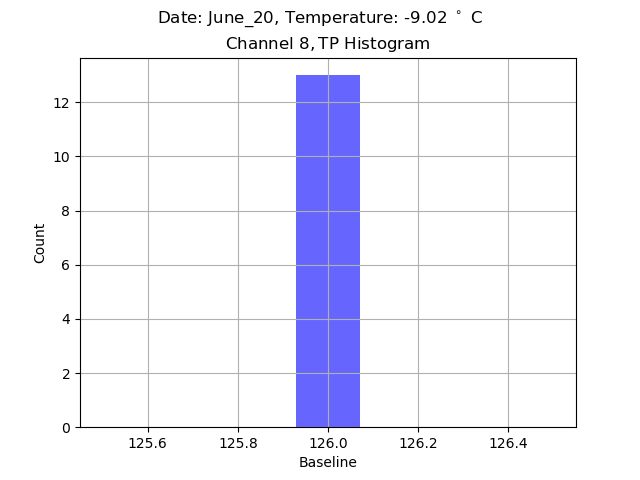 Date: June_20, Temperature: -9.02 ° C
Channel 8, TP Histogram
12
10
8
6
4
2
0
Count
125.6 125.8 126.0 126.2 126.4
Baseline